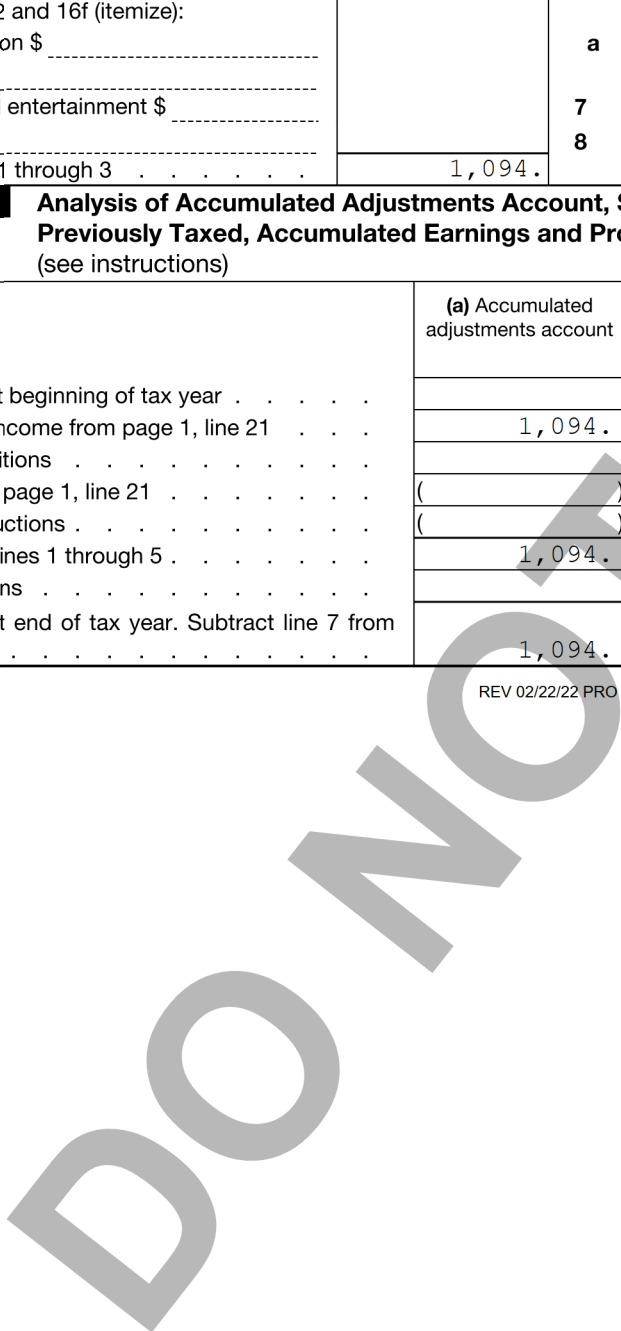 2 and 16f (itemize):
on $
a
entertainment $
7
8
1 through 3 . . . . . . 1,094.
Analysis of Accumulated Adjustments Account,
Previously Taxed, Accumulated Earnings and Pro
(see instructions)
(a) Accumulated
adjustments account
t beginning of tax year . . . . .
ncome from page 1, line 21 . . . 1,094.
itions . . . . . . . . . .
page 1, line 21 . . . . . . . ( )
uctions . . . . . . . . . . ( )
ines 1 through 5 . . . . . . . 1,094.
ns . . . . . . . . . . .
t end of tax year. Subtract line 7 from
. . . . . . . . . . . . 1,094.
REV 02/22/22 PRO
DO NOT